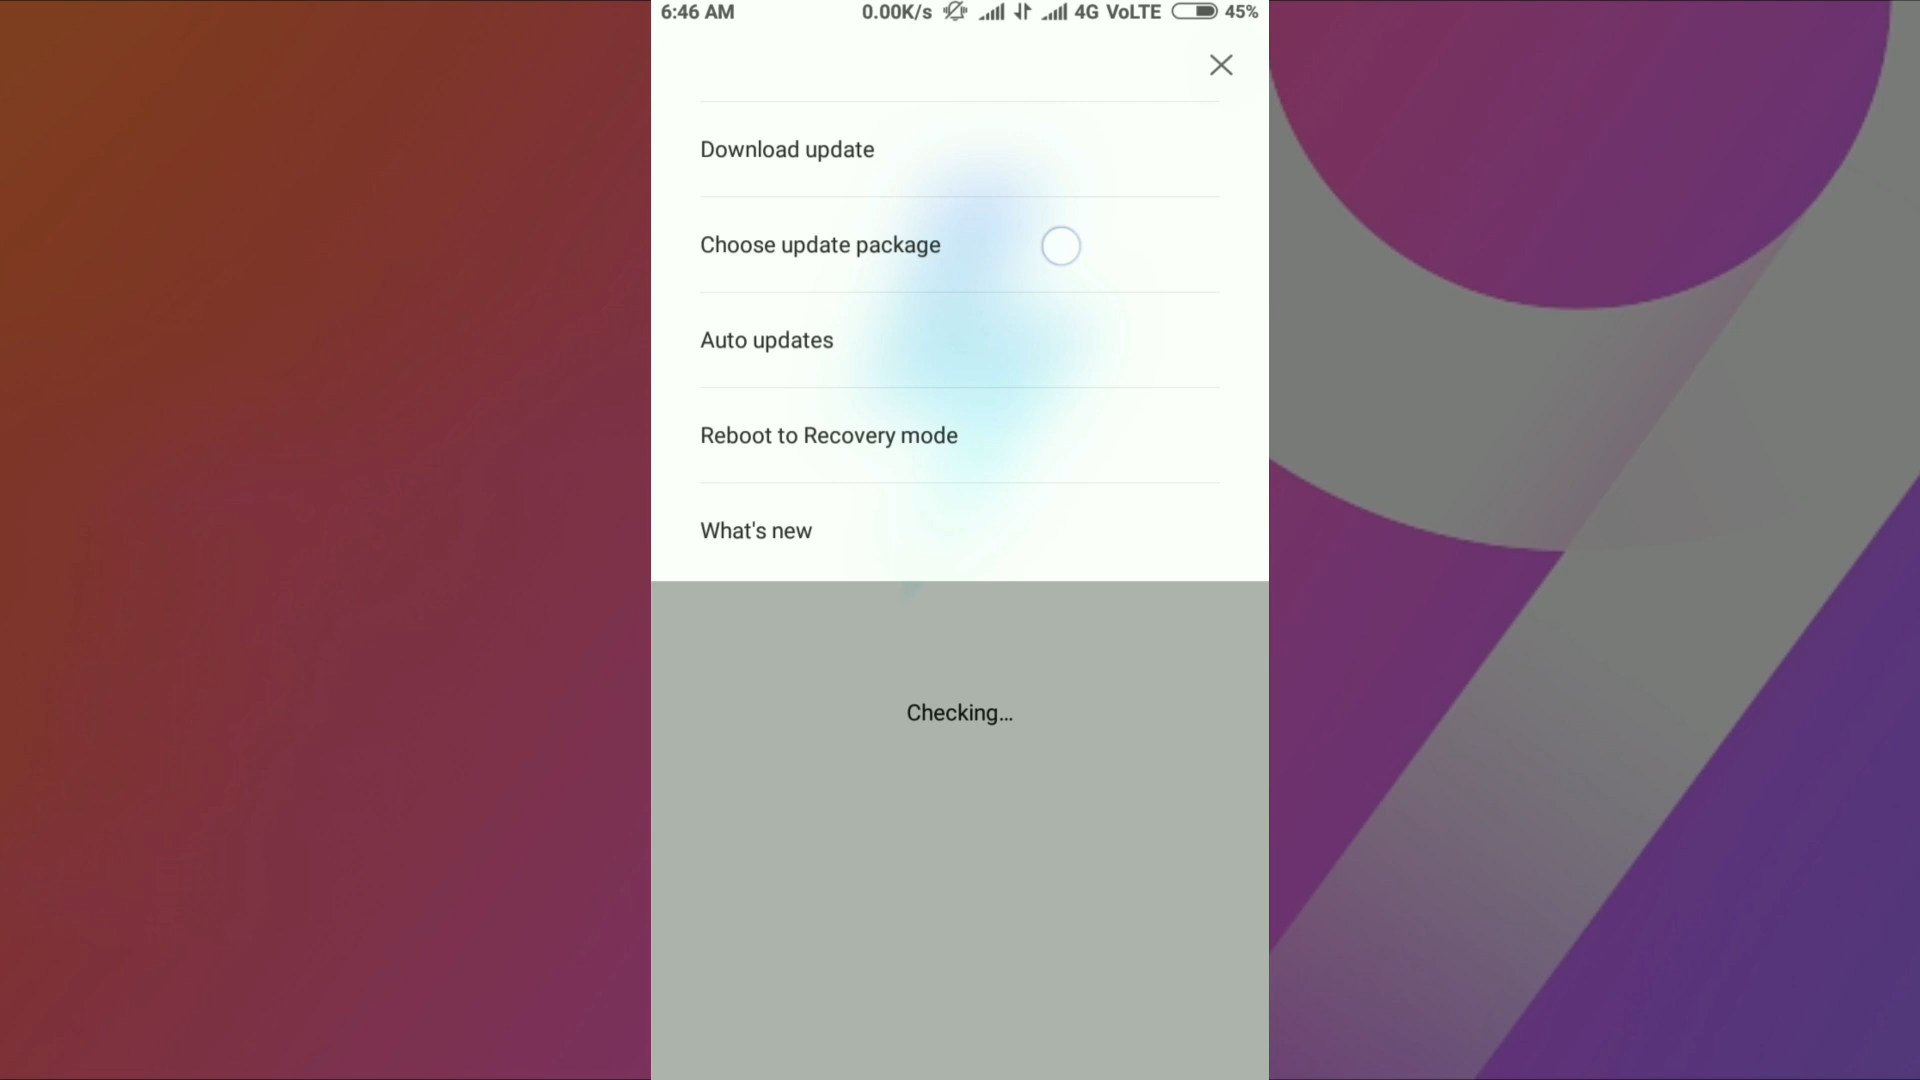 6:46 AM 0.00K/s 4G VoLTE 45%
Download update
Choose update package
Auto updates
Reboot to Recovery mode
What's new
Checking...